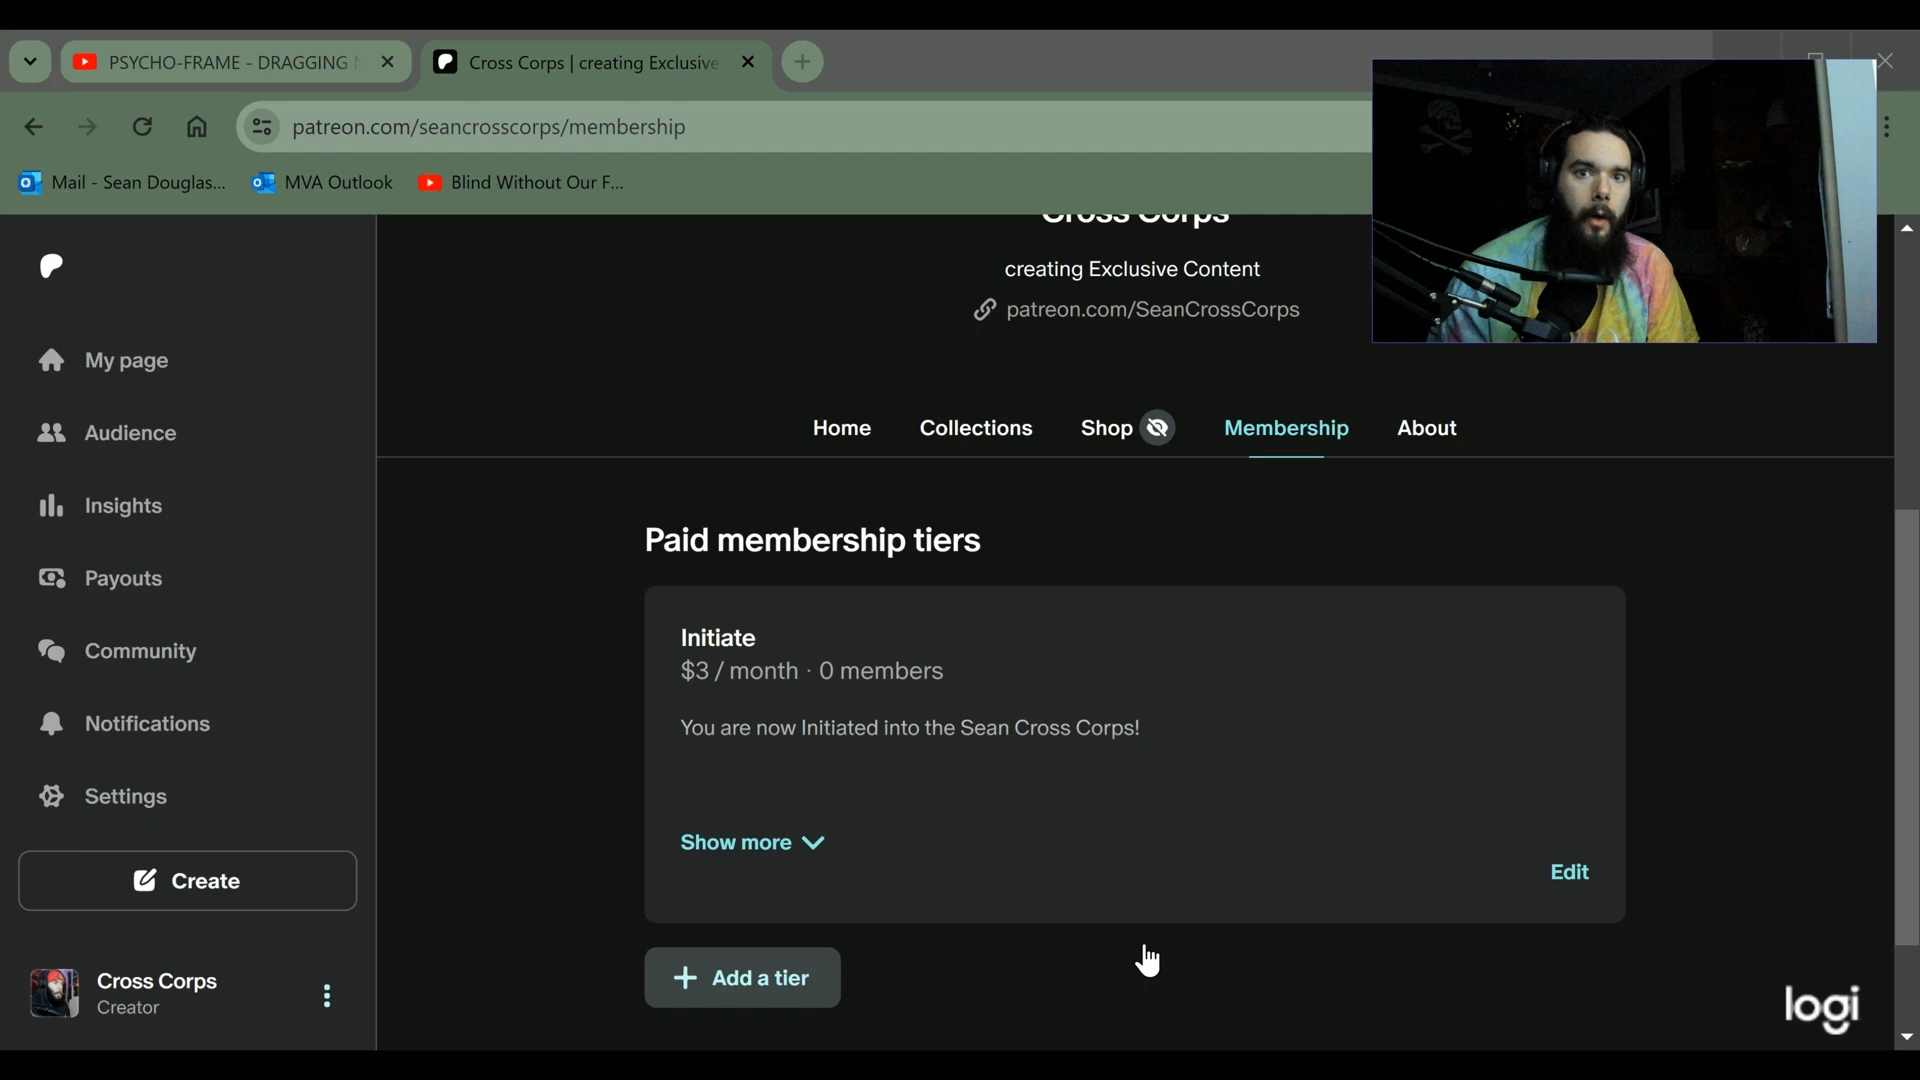 PSYCHO-FRAME - DRAGGING
Cross Corps | creating Exclusive
patreon.com/seancrosscorps/membership
Mail - Sean Douglas...
MVA Outlook
Blind Without Our F...
Cross Corps
creating Exclusive Content
patreon.com/SeanCrossCorps
My page
Audience
Insights
Payouts
Community
Notifications
Settings
Create
Cross Corps
Creator
Home
Collections
Shop
Membership
About
Paid membership tiers
Initiate
$3 / month · 0 members
You are now Initiated into the Sean Cross Corps!
Show more
Edit
+ Add a tier
logi